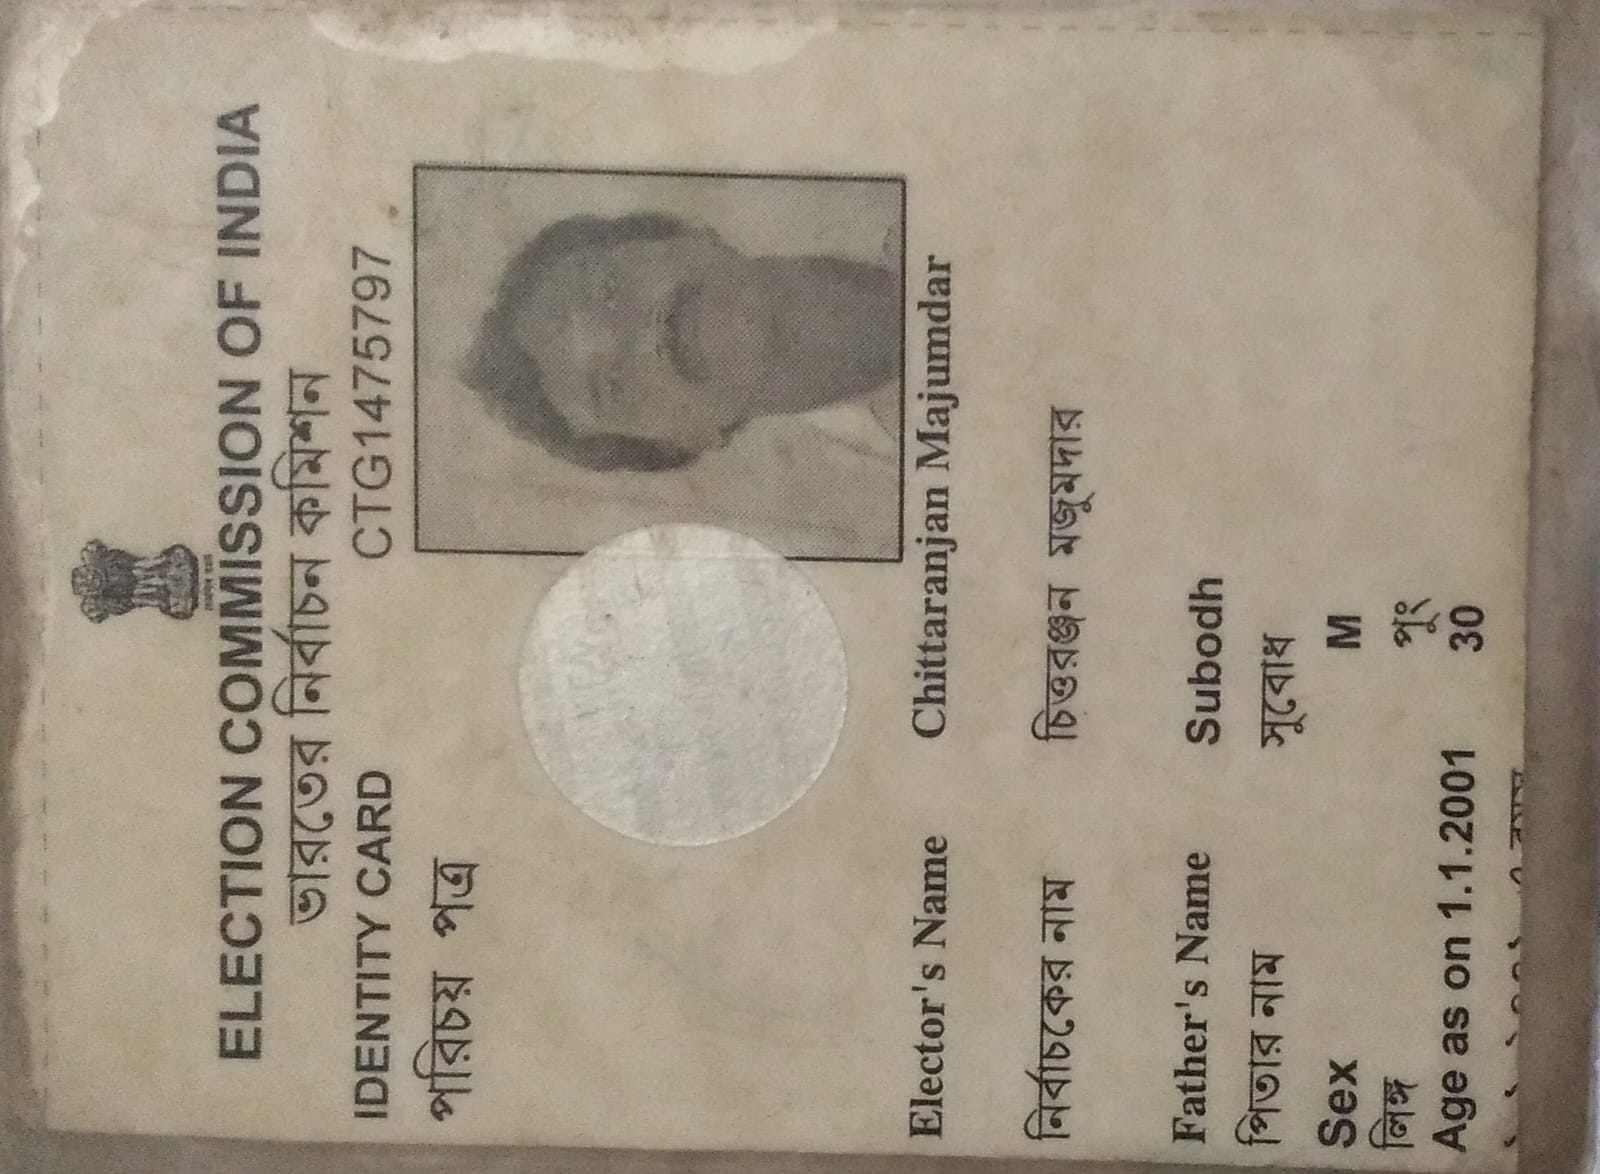 ELECTION COMMISSION OF INDIA
ভারতের নির্বাচন কমিশন
IDENTITY CARD CTG1475797
পরিচয় পত্র
Elector's Name Chittaranjan Majumdar
নির্বাচকের নাম চিত্তরঞ্জন মজুমদার
Father's Name Subodh
পিতার নাম সুবোধ
Sex M
লিঙ্গ পুং
Age as on 1.1.2001 30